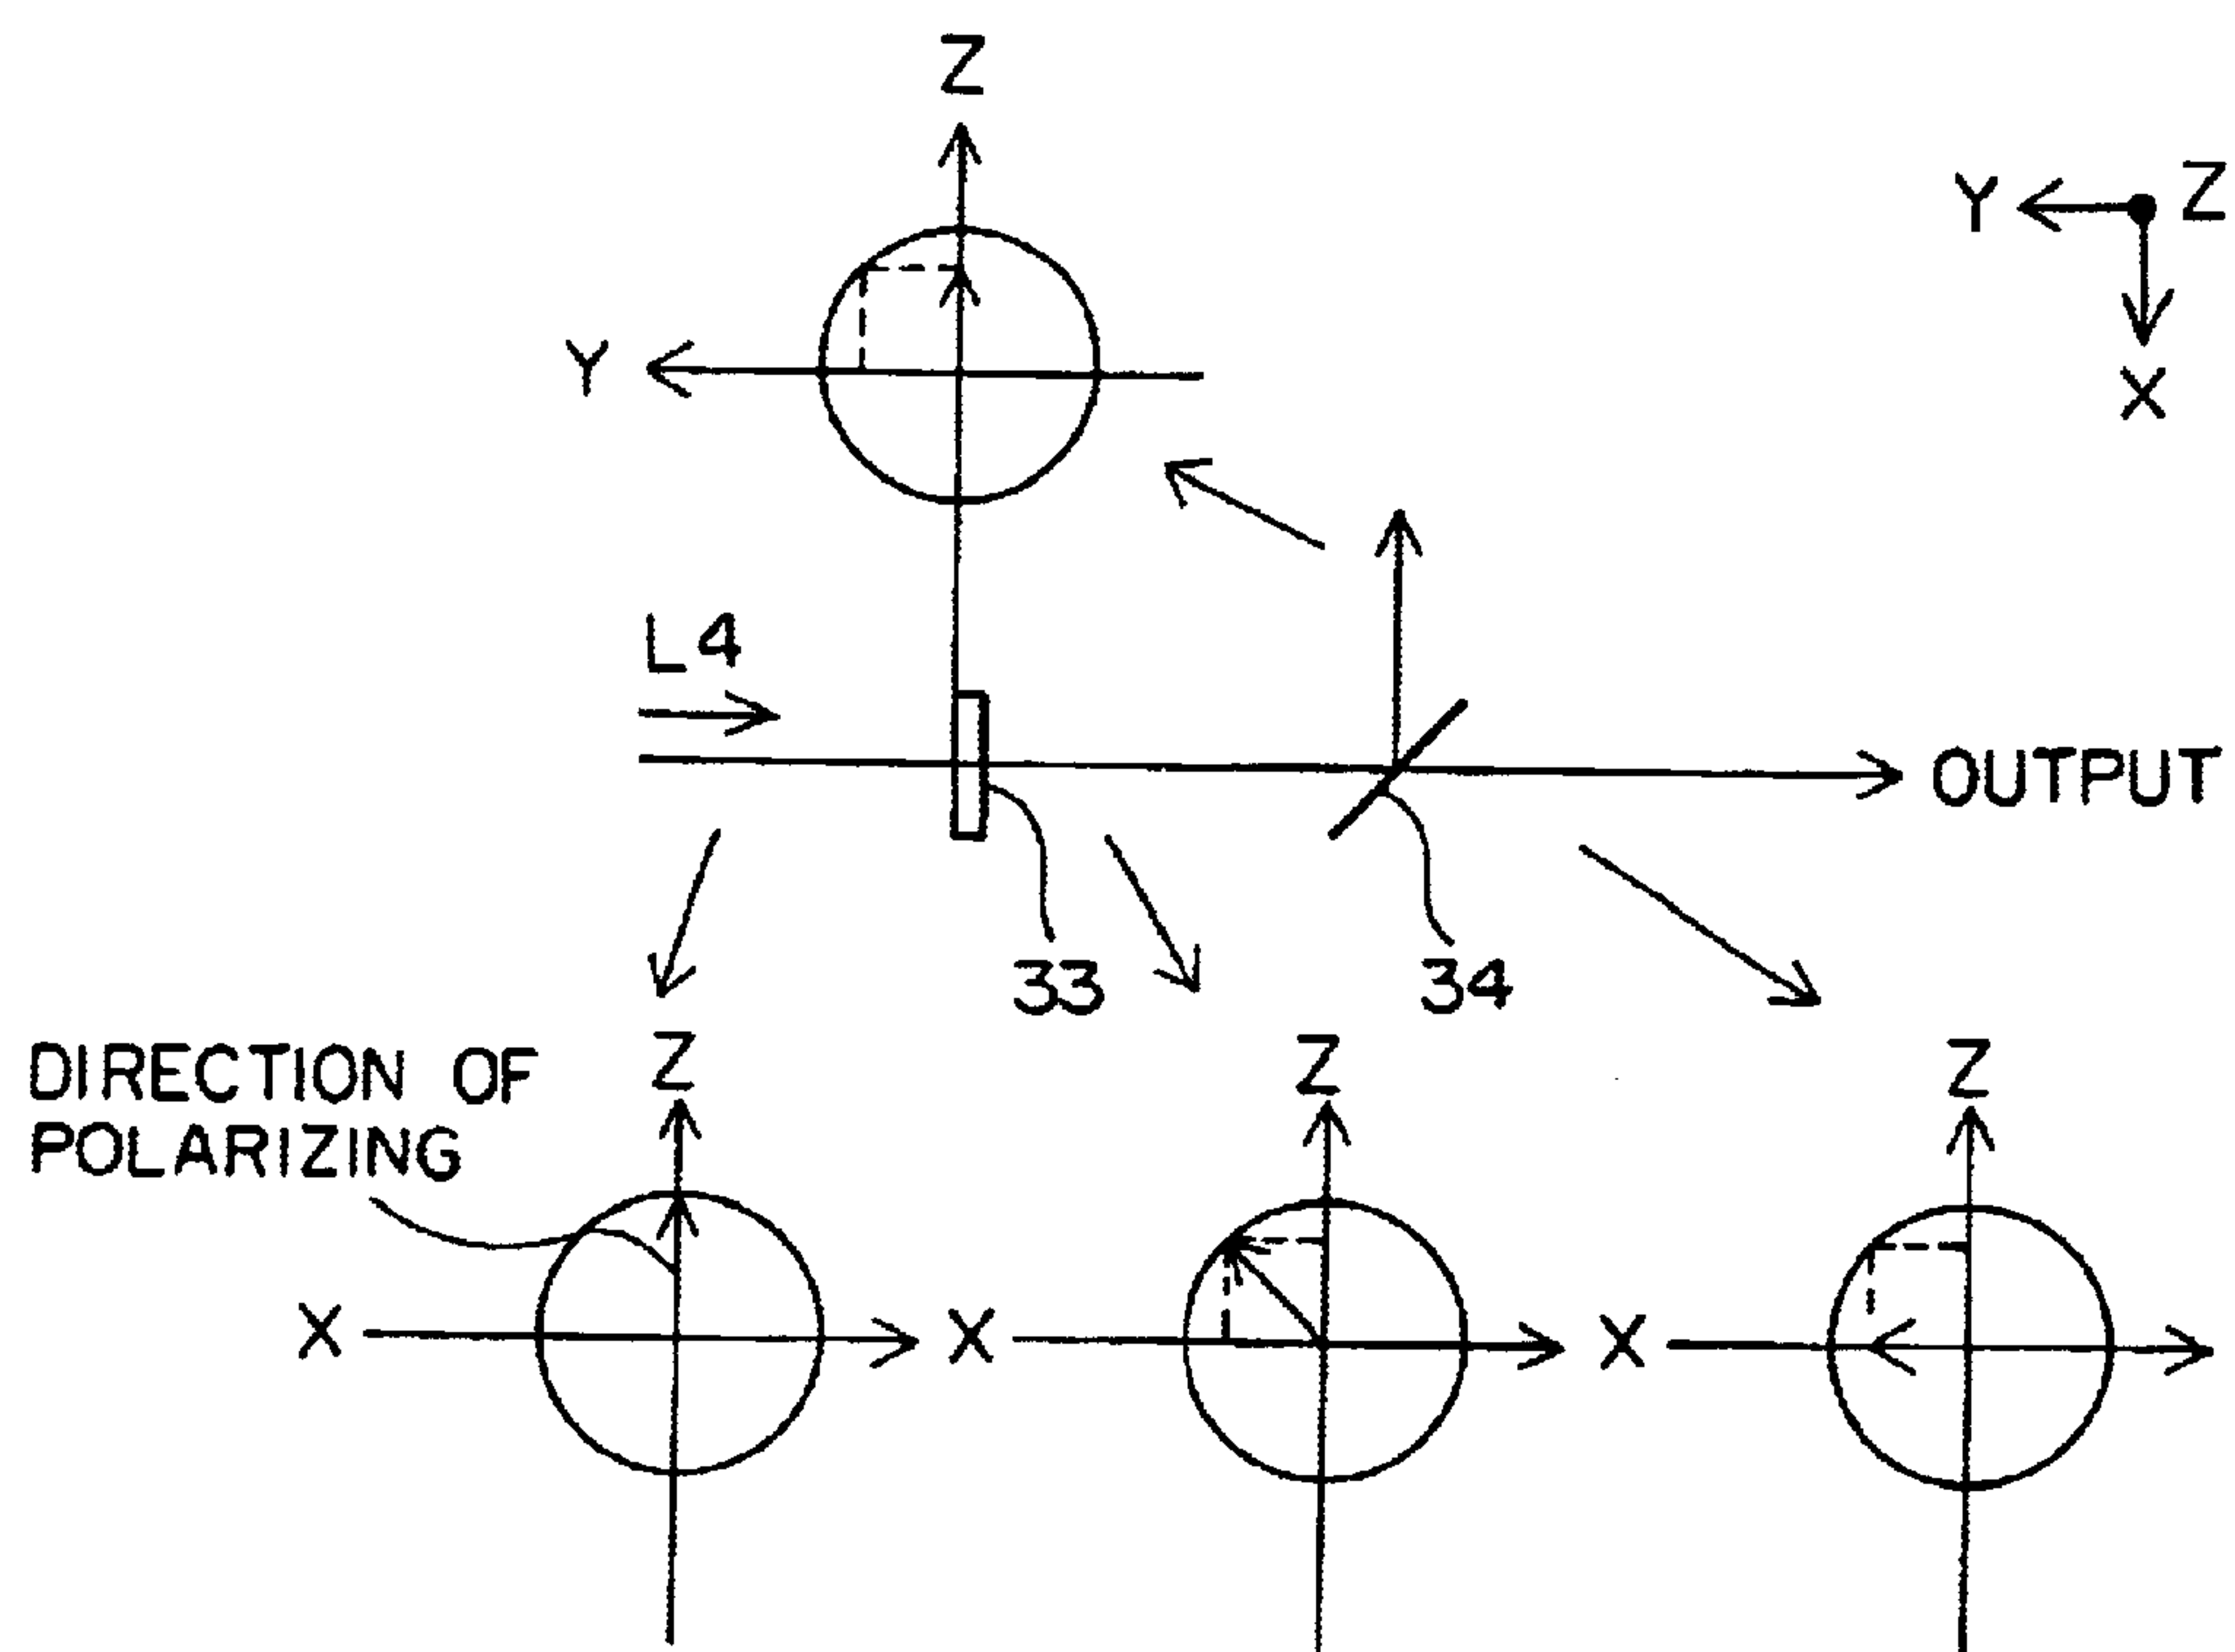 Z
Y Z
X
Y
L4
OUTPUT
33
34
DIRECTION OF
POLARIZING
Z
Z
Z
X
X
X